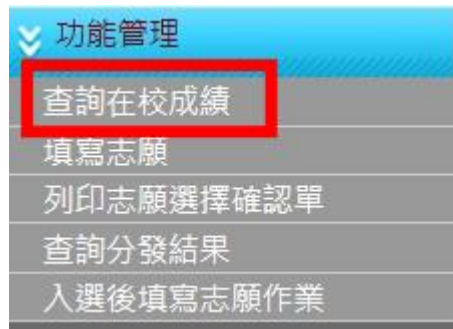 功能管理
查詢在校成績
填寫志願
列印志願選擇確認單
查詢分發結果
入選後填寫志願作業